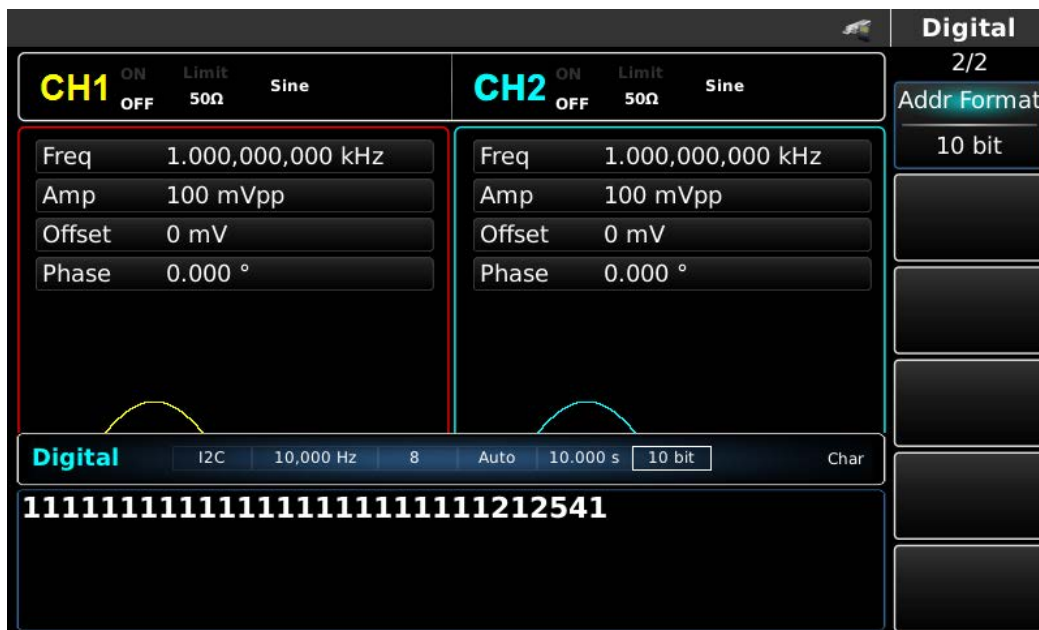 Digital
2/2
Addr Format
10 bit
CH1 ON OFF Limit 50Ω Sine
CH2 ON OFF Limit 50Ω Sine
Freq 1.000,000,000 kHz
Amp 100 mVpp
Offset 0 mV
Phase 0.000 °
Freq 1.000,000,000 kHz
Amp 100 mVpp
Offset 0 mV
Phase 0.000 °
Digital I2C 10,000 Hz 8 Auto 10.000 s 10 bit Char
11111111111111111111111212541